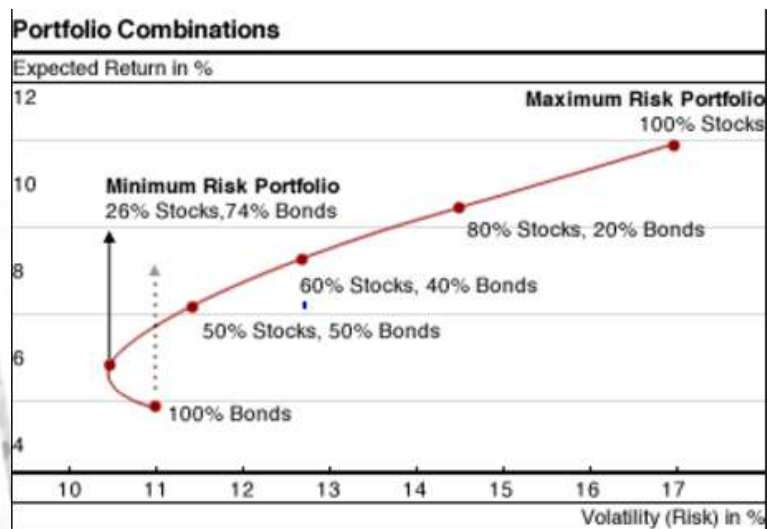 Portfolio Combinations
Expected Return in %
12
Maximum Risk Portfolio
100% Stocks
10
Minimum Risk Portfolio
26% Stocks,74% Bonds
80% Stocks, 20% Bonds
8
60% Stocks, 40% Bonds
50% Stocks, 50% Bonds
6
100% Bonds
4
10 11 12 13 14 15 16 17
Volatility (Risk) in %